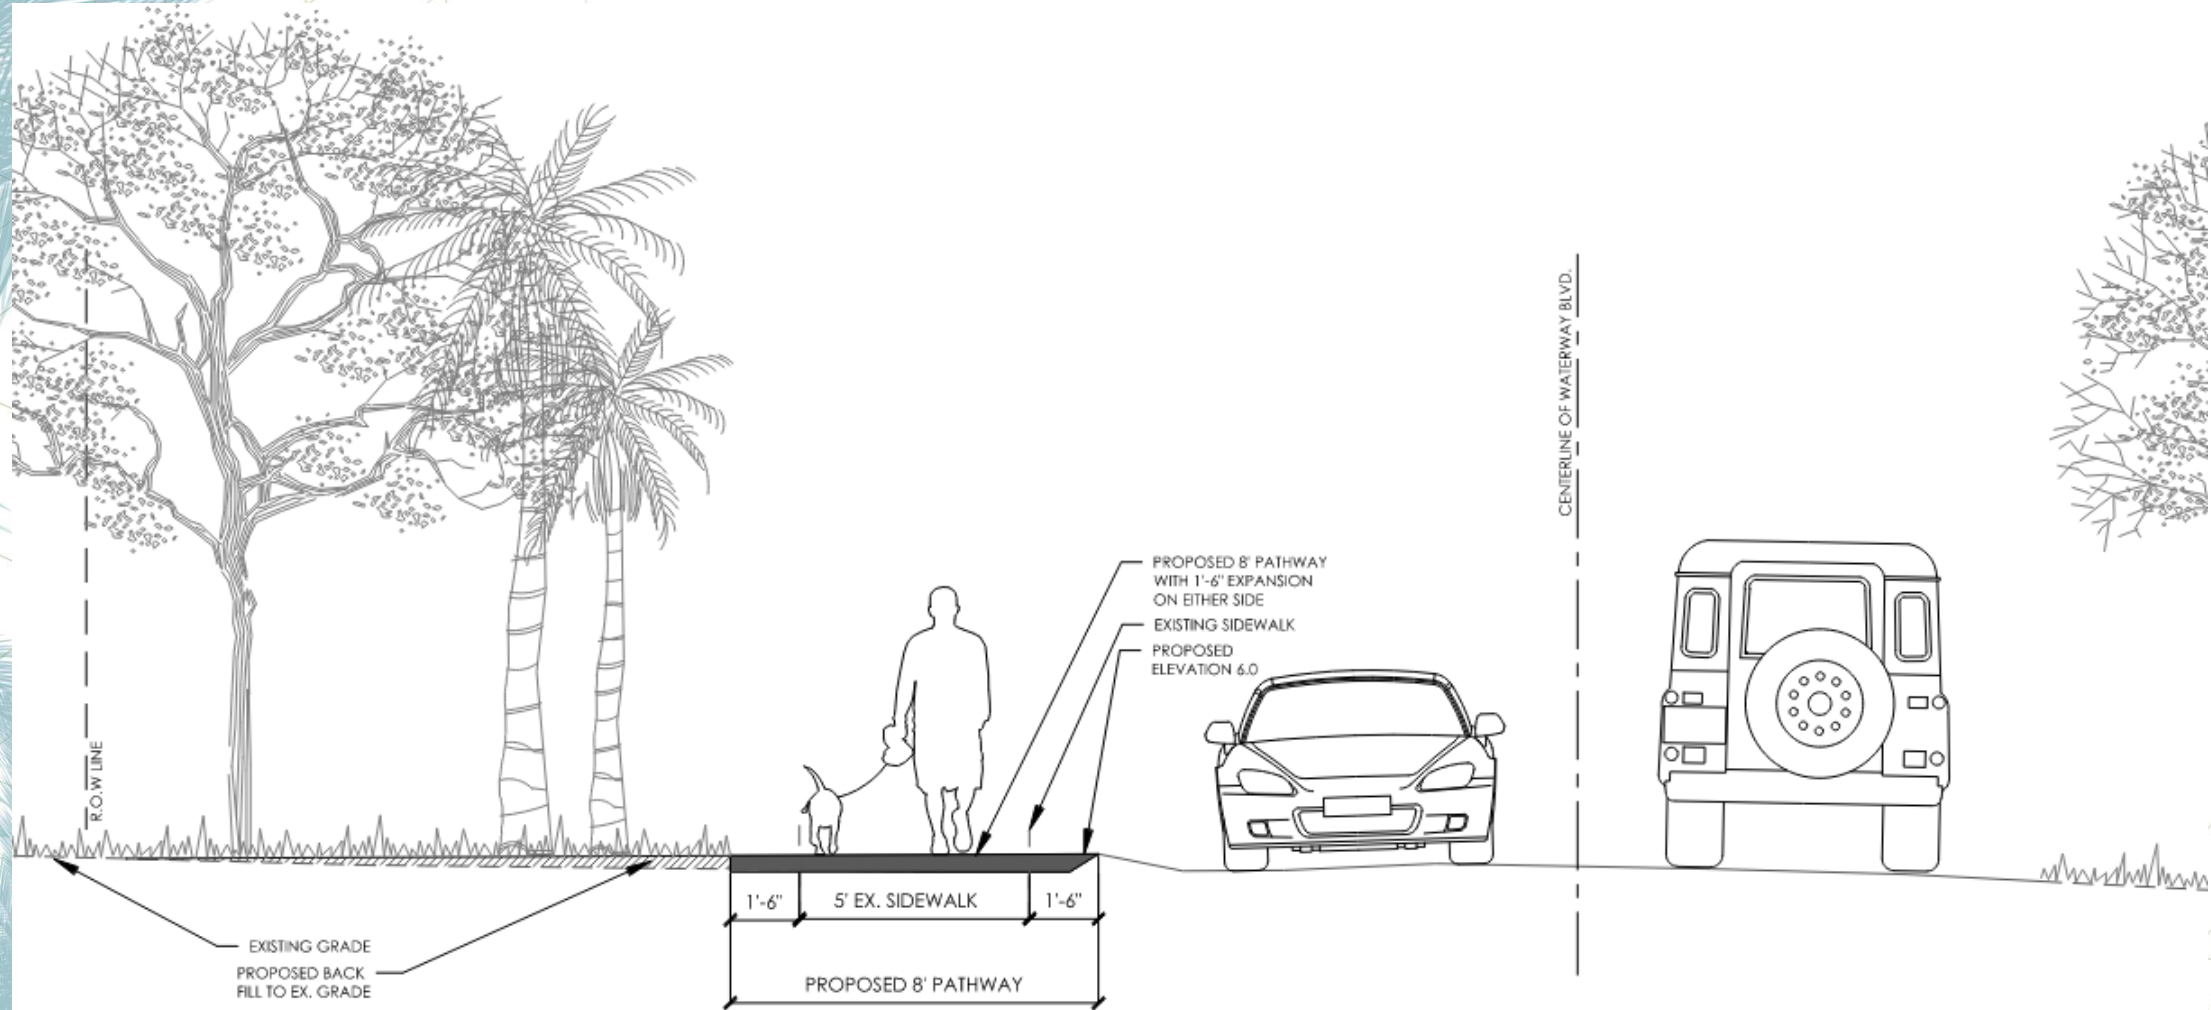 R.O.W LINE
CENTERLINE OF WATERWAY BLVD.
PROPOSED 8' PATHWAY
WITH 1'-6" EXPANSION
ON EITHER SIDE
EXISTING SIDEWALK
PROPOSED
ELEVATION 6.0
1'-6"
5' EX. SIDEWALK
1'-6"
EXISTING GRADE
PROPOSED BACK
FILL TO EX. GRADE
PROPOSED 8' PATHWAY